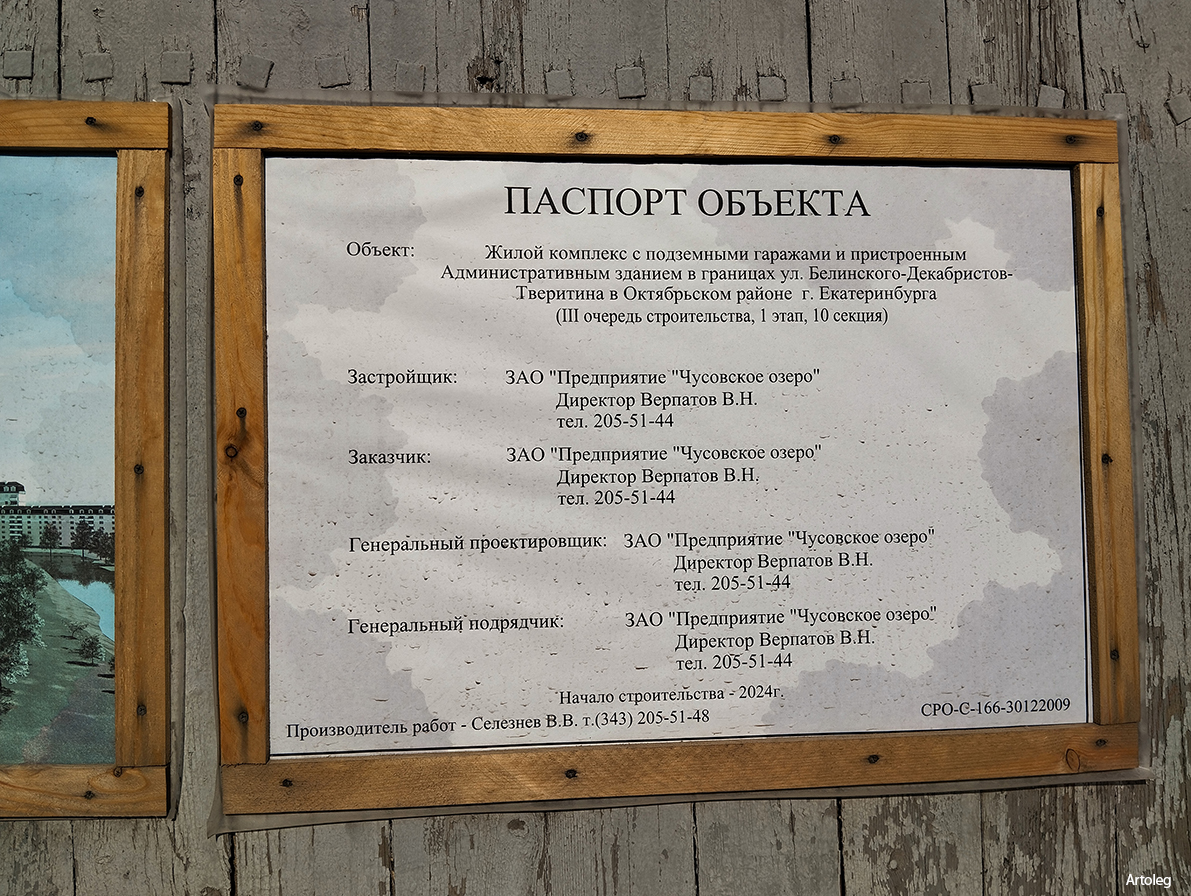 ПАСПОРТ ОБЪЕКТА
Объект: Жилой комплекс с подземными гаражами и пристроенным
Административным зданием в границах ул. Белинского-Декабристов-
Тверитина в Октябрьском районе г. Екатеринбурга
(III очередь строительства, 1 этап, 10 секция)
Застройщик: ЗАО "Предприятие "Чусовское озеро"
Директор Верпатов В.Н.
тел. 205-51-44
Заказчик: ЗАО "Предприятие "Чусовское озеро"
Директор Верпатов В.Н.
тел. 205-51-44
Генеральный проектировщик: ЗАО "Предприятие "Чусовское озеро"
Директор Верпатов В.Н.
тел. 205-51-44
Генеральный подрядчик: ЗАО "Предприятие "Чусовское озеро"
Директор Верпатов В.Н.
тел. 205-51-44
Начало строительства - 2024г.
Производитель работ - Селезнев В.В. т.(343) 205-51-48
СРО-С-166-30122009
Artoleg